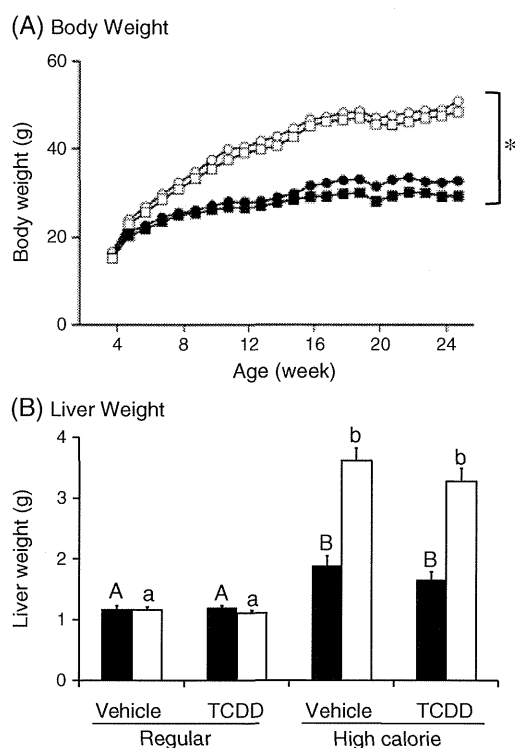 (A) Body Weight
60
40
20
0
Body weight (g)
4 8 12 16 20 24
Age (week)
*
(B) Liver Weight
4
3
2
1
0
Liver weight (g)
A a A a B b B b
Vehicle TCDD Vehicle TCDD
Regular High calorie